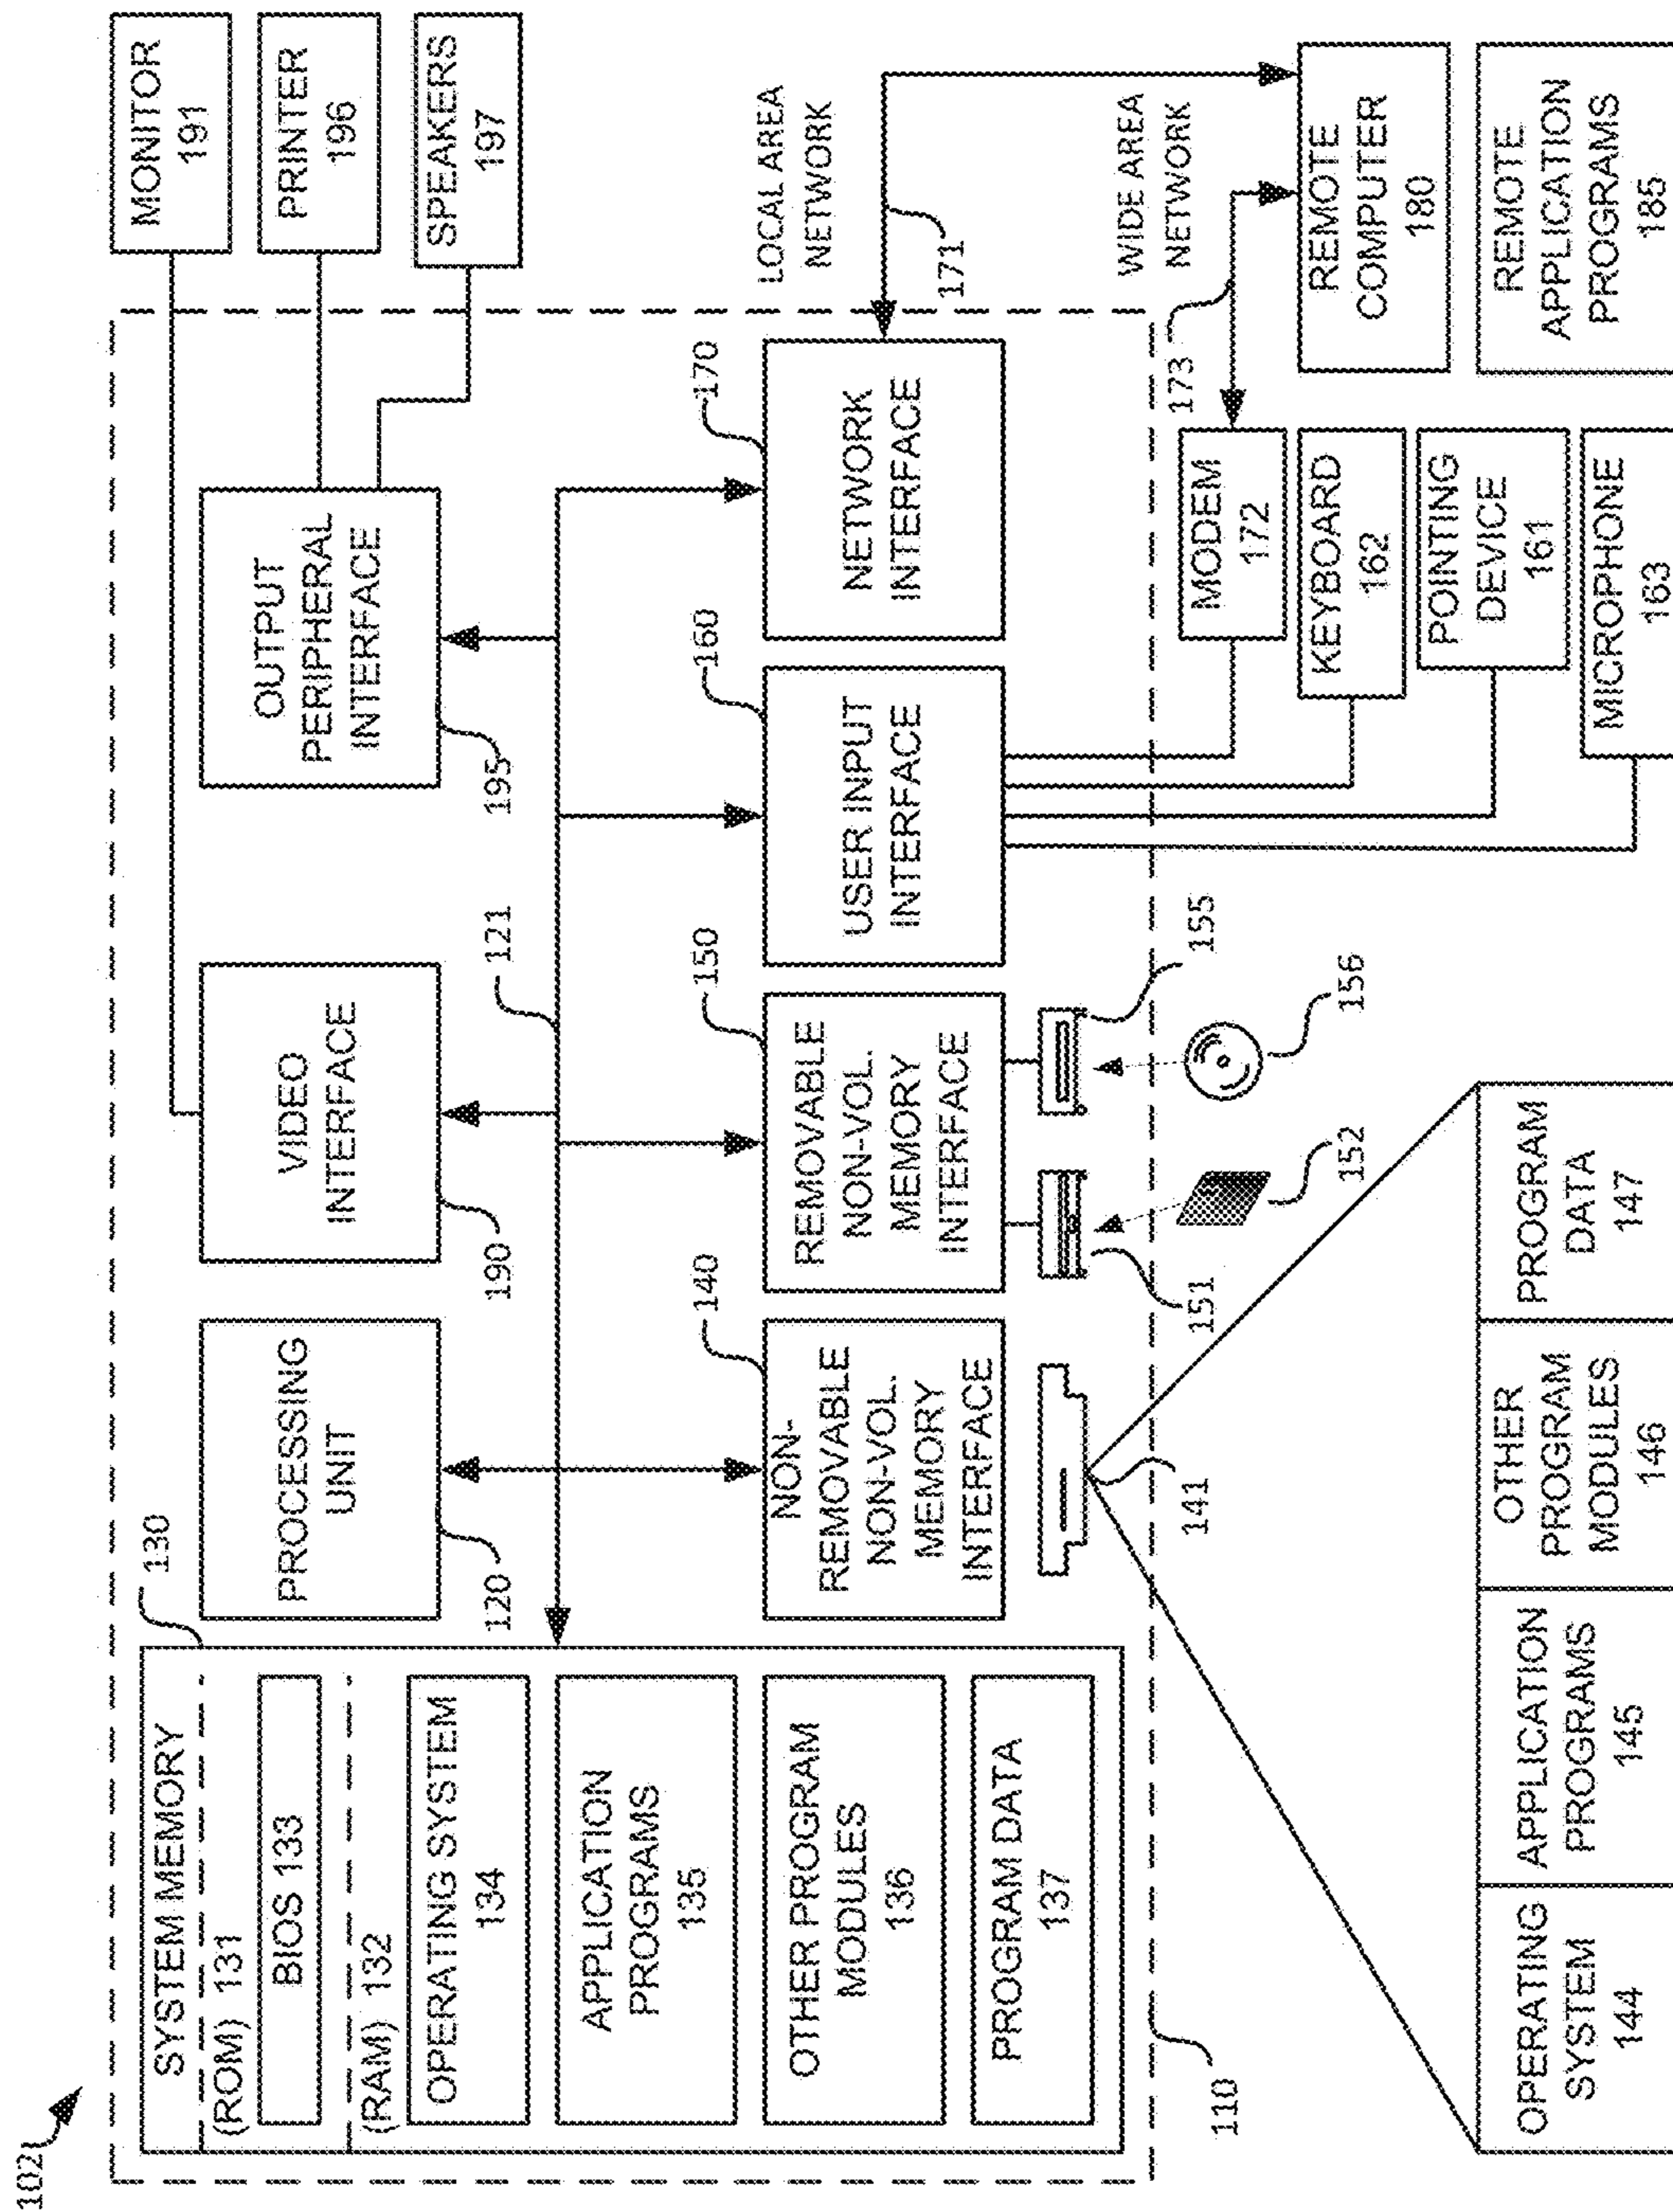 102
SYSTEM MEMORY
(ROM) 131
BIOS 133
(RAM) 132
OPERATING SYSTEM
134
APPLICATION
PROGRAMS
135
OTHER PROGRAM
MODULES
136
PROGRAM DATA
137
130
PROCESSING
UNIT
120
VIDEO
INTERFACE
190
OUTPUT
PERIPHERAL
INTERFACE
195
MONITOR
191
PRINTER
196
SPEAKERS
197
121
NON-
REMOVABLE
NON-VOL.
MEMORY
INTERFACE
140
REMOVABLE
NON-VOL.
MEMORY
INTERFACE
150
USER INPUT
INTERFACE
160
NETWORK
INTERFACE
170
LOCAL AREA
NETWORK
171
WIDE AREA
NETWORK
173
110
141
151
152
155
156
MODEM
172
KEYBOARD
162
POINTING
DEVICE
161
MICROPHONE
163
REMOTE
COMPUTER
180
REMOTE
APPLICATION
PROGRAMS
185
OPERATING
SYSTEM
144
APPLICATION
PROGRAMS
145
OTHER
PROGRAM
MODULES
146
PROGRAM
DATA
147